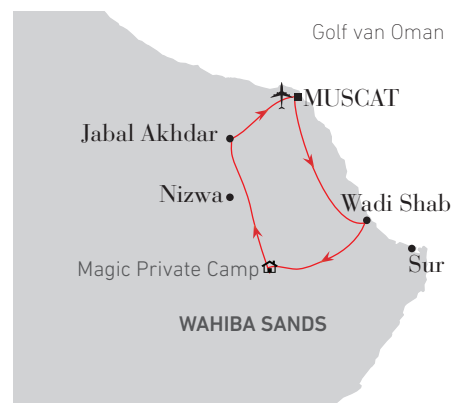 Golf van Oman
MUSCAT
Jabal Akhdar
Nizwa
Wadi Shab
Sur
Magic Private Camp
WAHIBA SANDS